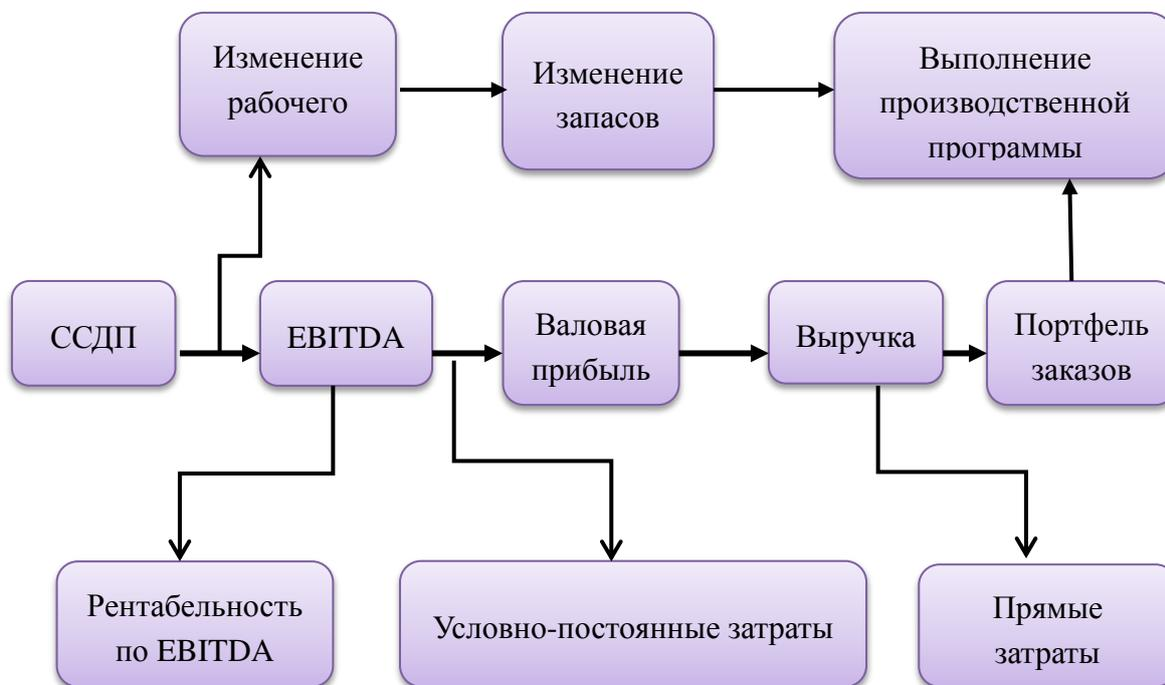 Изменение
рабочего
Изменение
запасов
Выполнение
производственной
программы
ССДП
EBITDA
Валовая
прибыль
Выручка
Портфель
заказов
Рентабельность
по EBITDA
Условно-постоянные затраты
Прямые
затраты